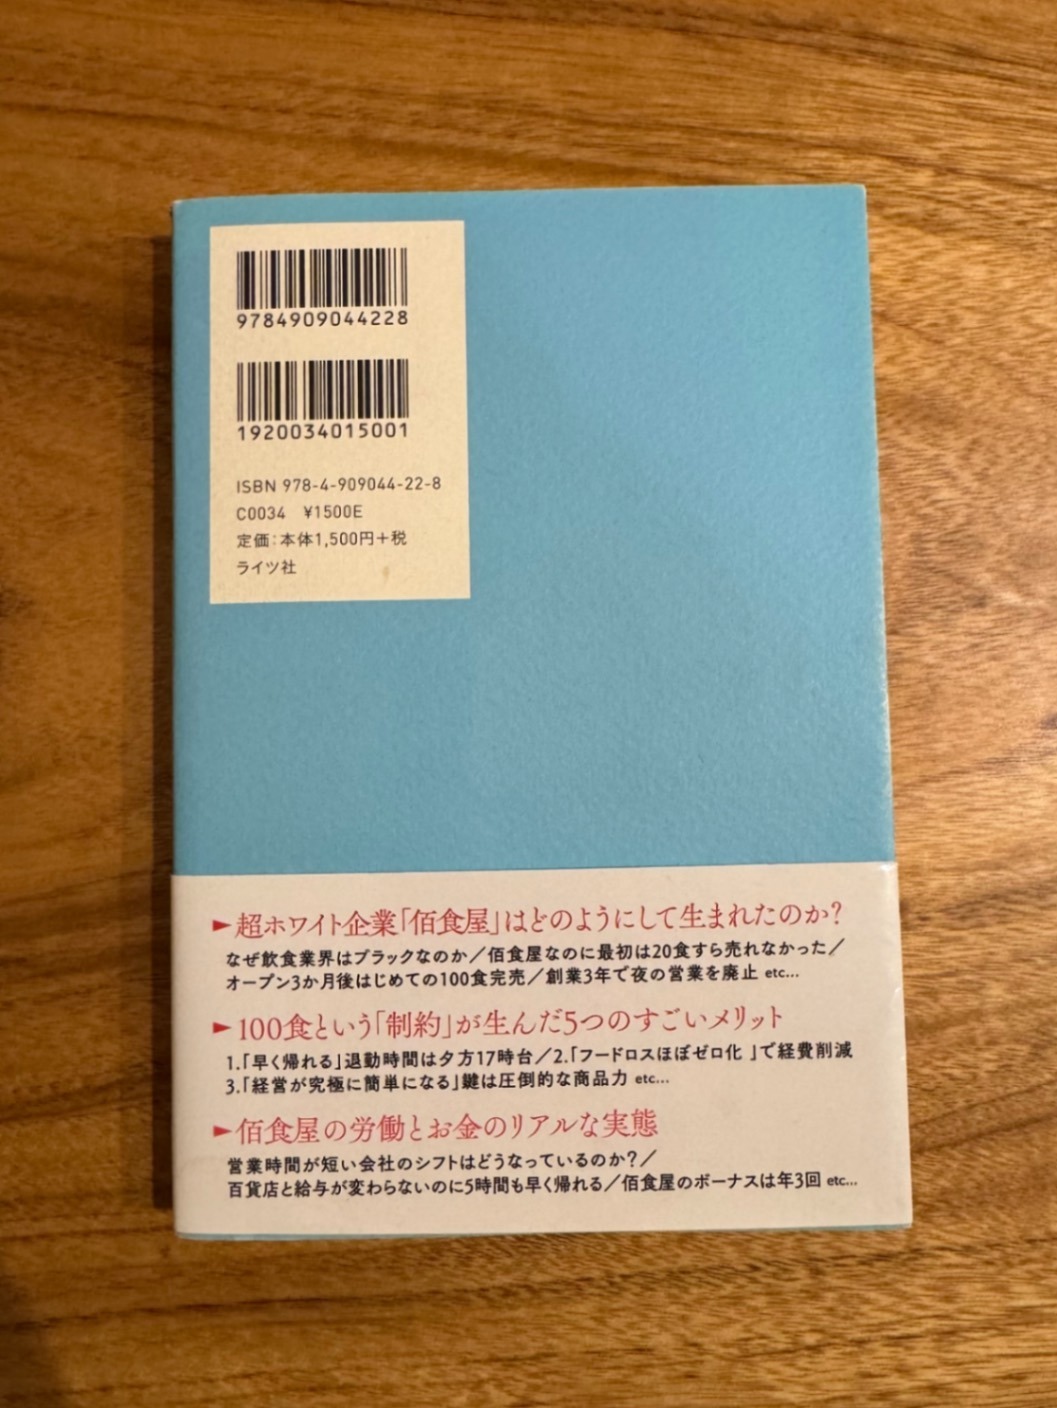 9784909044228
1920034015001
ISBN 978-4-909044-22-8
C0034 ¥1500E
定価:本体1,500円+税
ライツ社
►超ホワイト企業「佰食屋」はどのようにして生まれたのか?
なぜ飲食業界はブラックなのか/佰食屋なのに最初は20食すら売れなかった/
オープン3か月後はじめての100食完売/創業3年で夜の営業を廃止 etc...
►100食という「制約」が生んだ5つのすごいメリット
1.「早く帰れる」退勤時間は夕方17時台/2.「フードロスほぼゼロ化 」で経費削減
3.「経営が究極に簡単になる」鍵は圧倒的な商品力 etc...
►佰食屋の労働とお金のリアルな実態
営業時間が短い会社のシフトはどうなっているのか?/
百貨店と給与が変わらないのに5時間も早く帰れる/佰食屋のボーナスは年3回 etc...